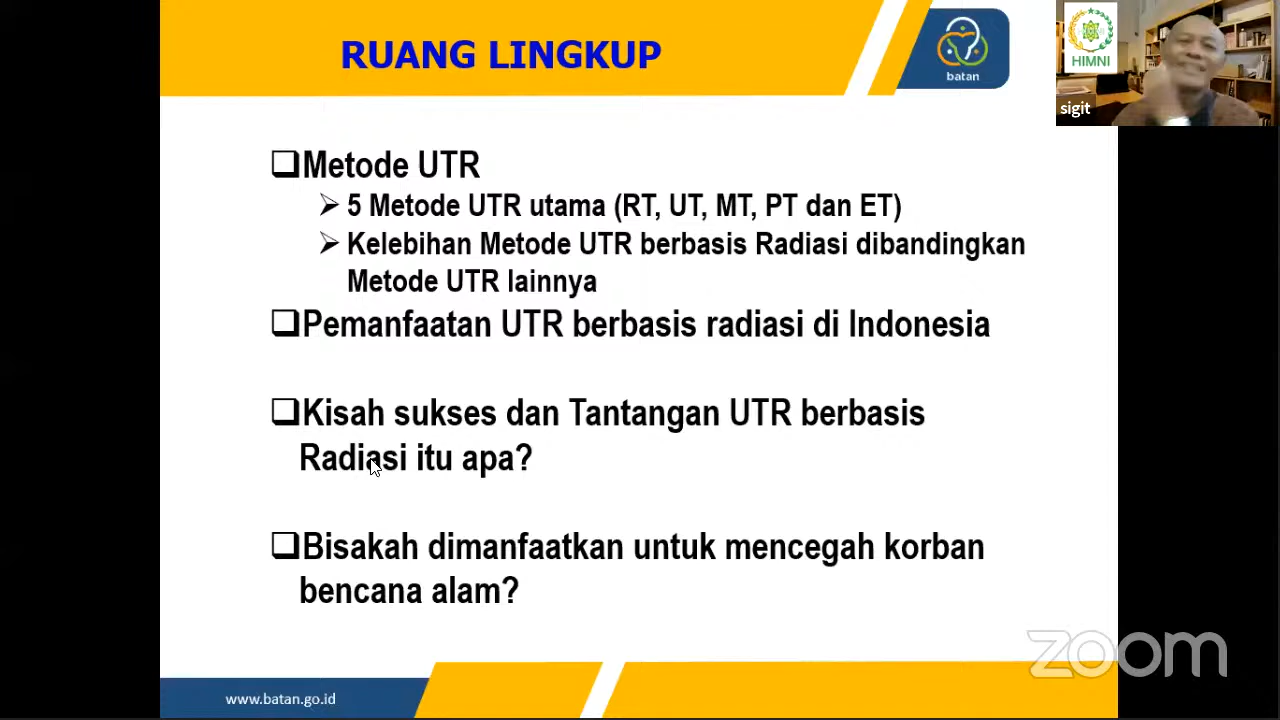 RUANG LINGKUP
batan
HIMNI
sigit
❑Metode UTR
➢ 5 Metode UTR utama (RT, UT, MT, PT dan ET)
➢ Kelebihan Metode UTR berbasis Radiasi dibandingkan
Metode UTR lainnya
❑Pemanfaatan UTR berbasis radiasi di Indonesia
❑Kisah sukses dan Tantangan UTR berbasis
Radiasi itu apa?
❑Bisakah dimanfaatkan untuk mencegah korban
bencana alam?
zoom
www.batan.go.id